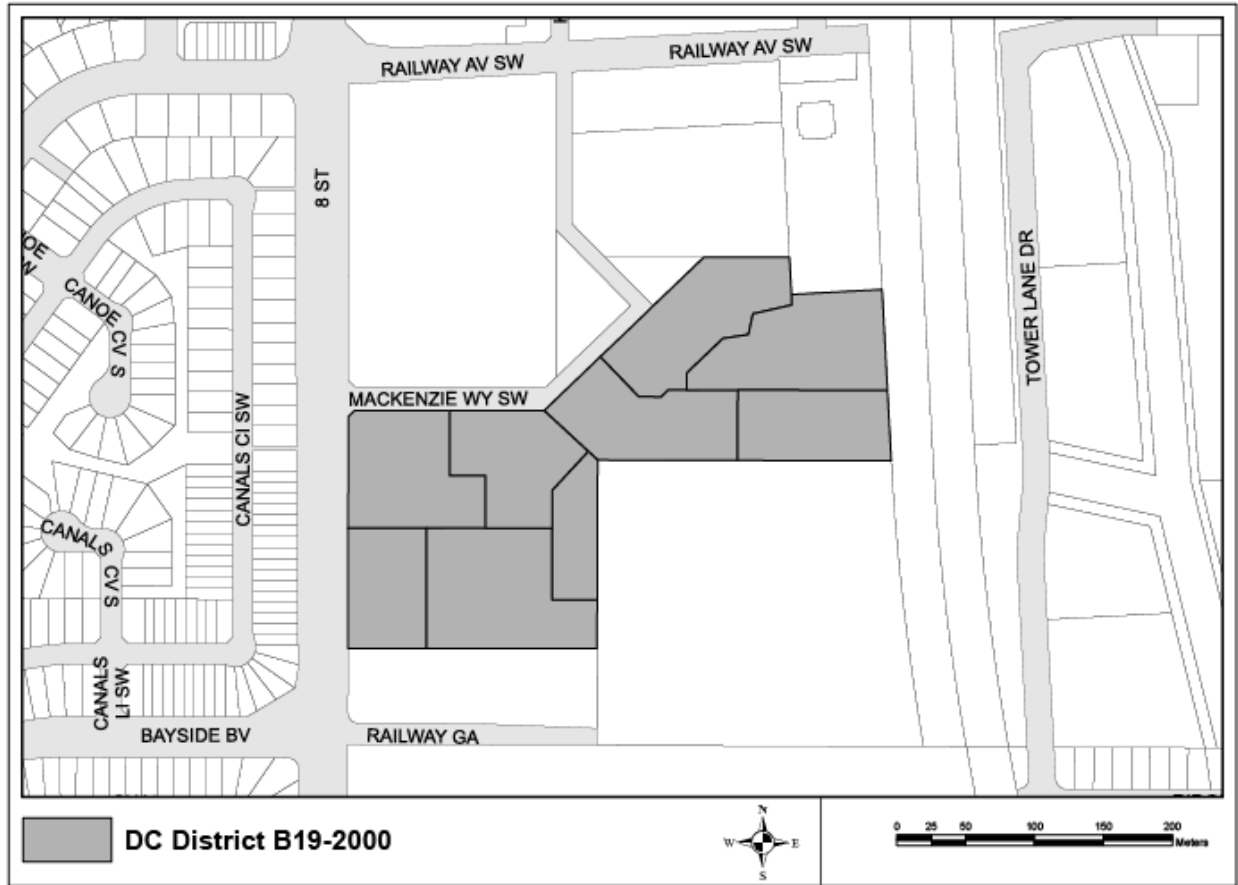 RAILWAY AV SW
RAILWAY AV SW
8 ST
CANOE CV S
TOWER LANE DR
MACKENZIE WY SW
CANALS CI SW
CANALS CV S
CANALS
LI SW
BAYSIDE BV
RAILWAY GA
DC District B19-2000
N
W
E
S
0 25 50 100 150 200
Meters